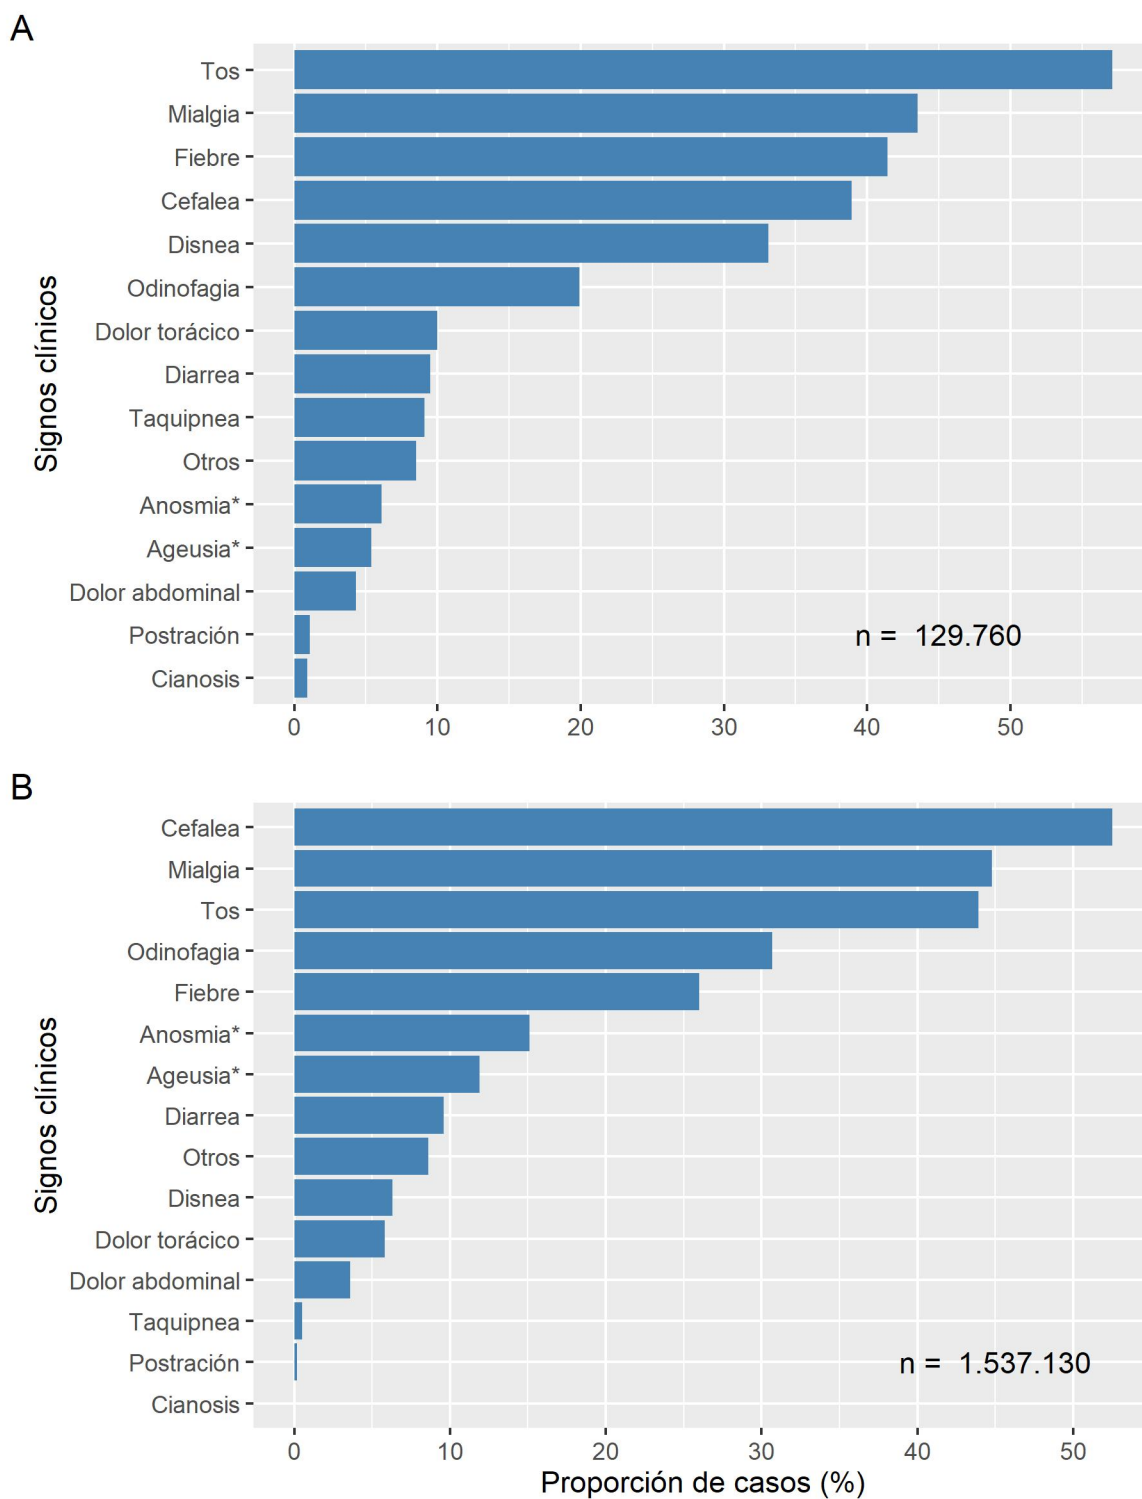 A
Tos
Mialgia
Fiebre
Cefalea
Disnea
Odinofagia
Dolor torácico
Diarrea
Taquipnea
Otros
Anosmia*
Ageusia*
Dolor abdominal
Postración
Cianosis
Signos clínicos
n = 129.760
0 10 20 30 40 50
B
Cefalea
Mialgia
Tos
Odinofagia
Fiebre
Anosmia*
Ageusia*
Diarrea
Otros
Disnea
Dolor torácico
Dolor abdominal
Taquipnea
Postración
Cianosis
Signos clínicos
n = 1.537.130
0 10 20 30 40 50
Proporción de casos (%)